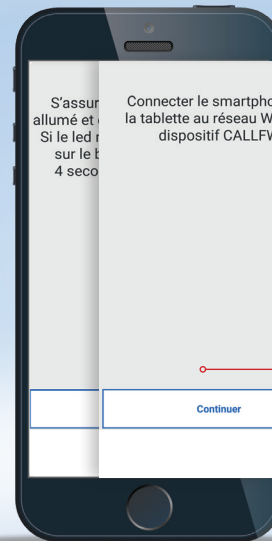 S'assur
allumé et
Si le led
sur le
4 seco
Connecter le smartpho
la tablette au réseau W
dispositif CALLFW
Continuer